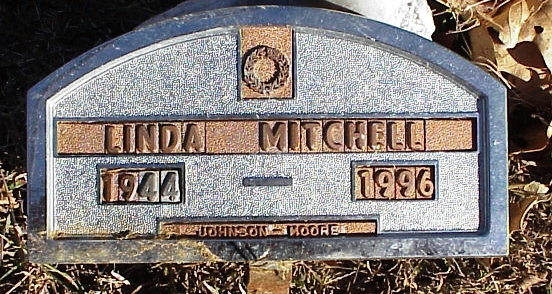 LINDA MITCHELL
1944 — 1996
JOHNSON - MOORE